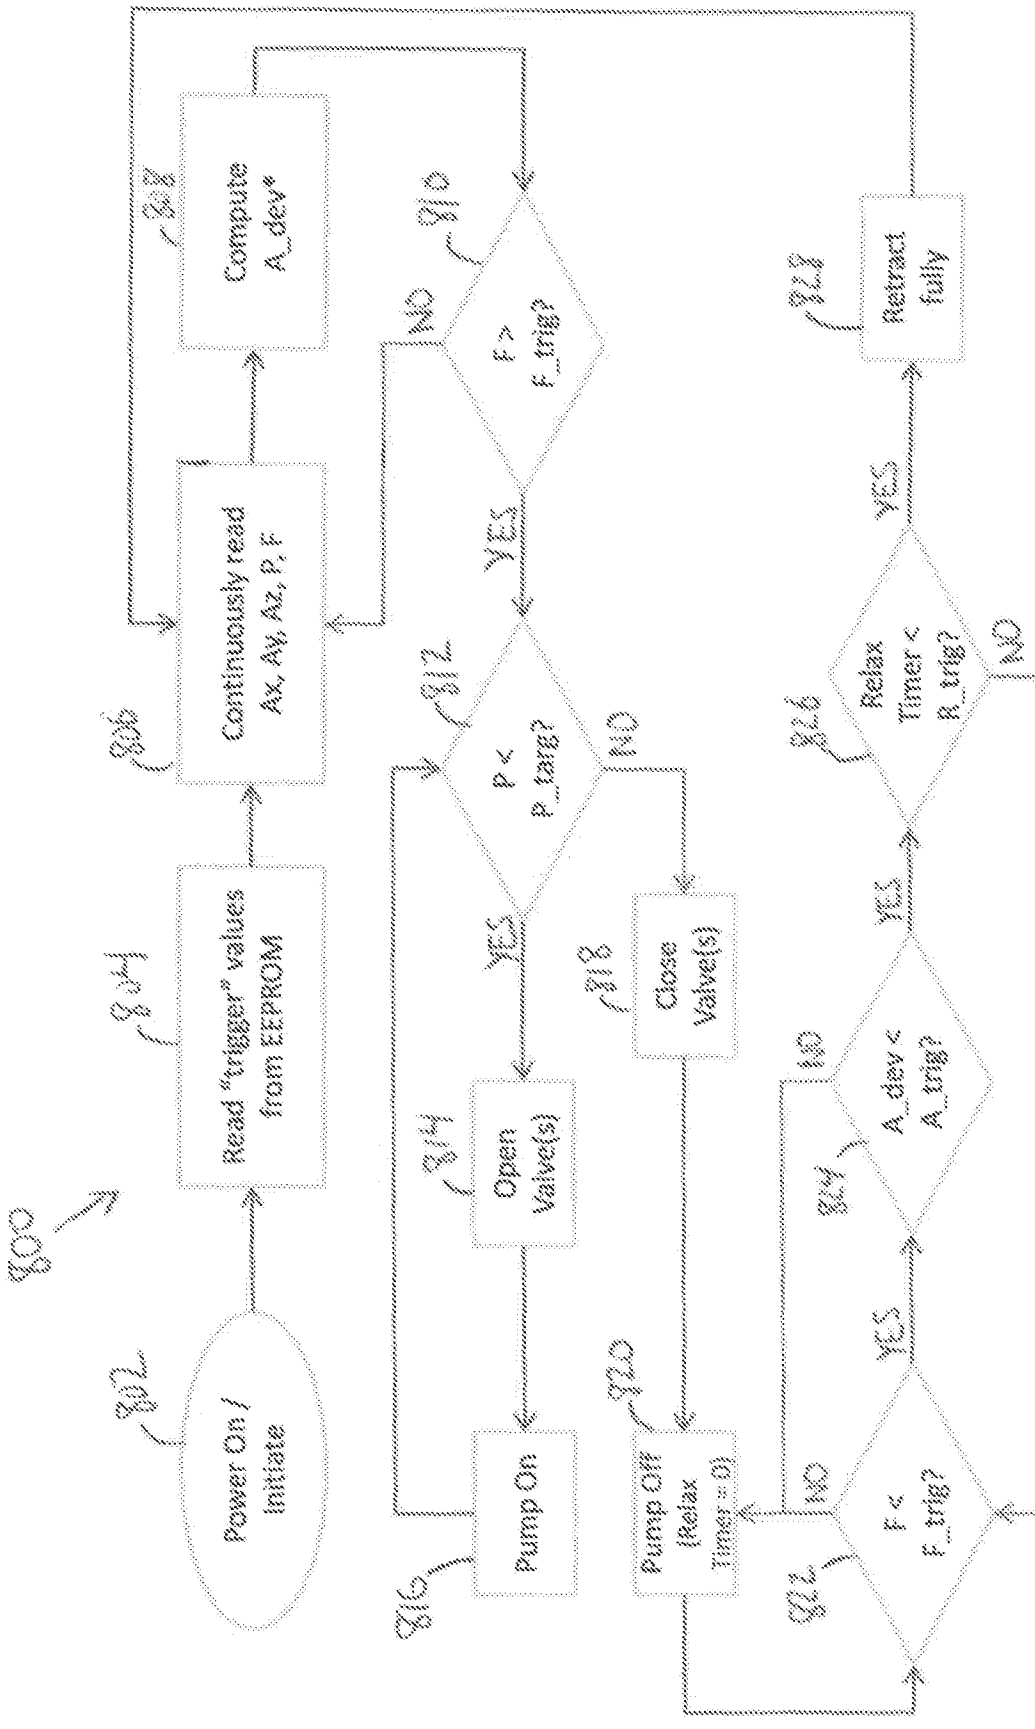 800
802
Power On /
Initiate
804
Read "trigger" values
from EEPROM
806
Continuously read
Ax, Ay, Az, P, F
808
Compute
A_dev*
810
F >
F_trig?
NO
YES
812
P <
P_targ?
YES
NO
814
Open
Valve(s)
816
Pump On
818
Close
Valve(s)
820
Pump Off
(Relax
Timer = 0)
822
F <
F_trig?
NO
YES
824
A_dev <
A_trig?
NO
YES
826
Relax
Timer <
R_trig?
NO
YES
828
Retract
fully